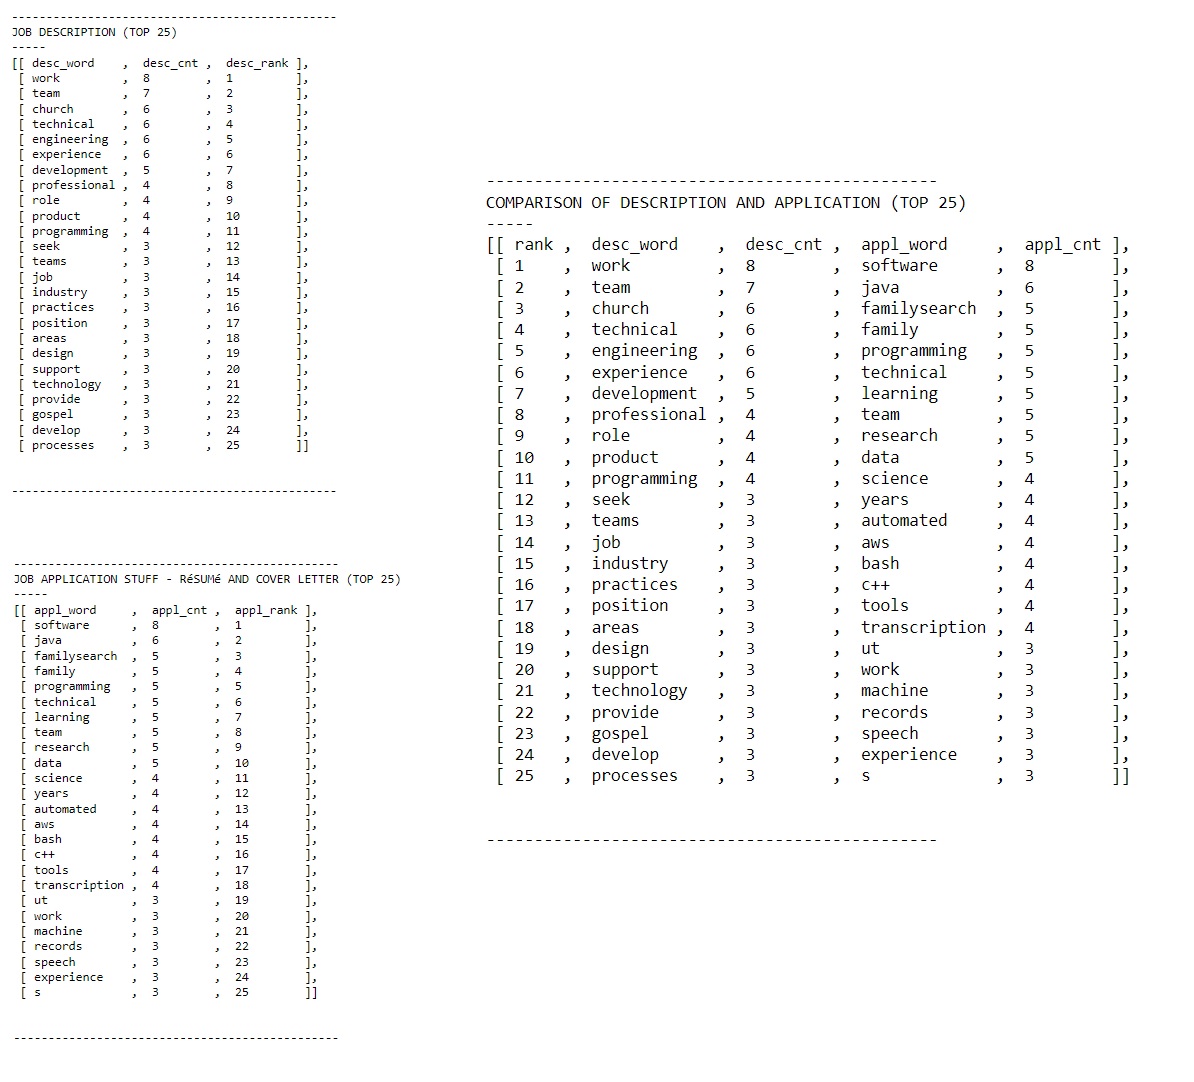 -----------------------------------------------
JOB DESCRIPTION (TOP 25)
-----
[[ desc_word , desc_cnt , desc_rank ],
[ work , 8 , 1 ],
[ team , 7 , 2 ],
[ church , 6 , 3 ],
[ technical , 6 , 4 ],
[ engineering , 6 , 5 ],
[ experience , 6 , 6 ],
[ development , 5 , 7 ],
[ professional , 4 , 8 ],
[ role , 4 , 9 ],
[ product , 4 , 10 ],
[ programming , 4 , 11 ],
[ seek , 3 , 12 ],
[ teams , 3 , 13 ],
[ job , 3 , 14 ],
[ industry , 3 , 15 ],
[ practices , 3 , 16 ],
[ position , 3 , 17 ],
[ areas , 3 , 18 ],
[ design , 3 , 19 ],
[ support , 3 , 20 ],
[ technology , 3 , 21 ],
[ provide , 3 , 22 ],
[ gospel , 3 , 23 ],
[ develop , 3 , 24 ],
[ processes , 3 , 25 ]]
-----------------------------------------------
-----------------------------------------------
JOB APPLICATION STUFF - RéSUMé AND COVER LETTER (TOP 25)
-----
[[ appl_word , appl_cnt , appl_rank ],
[ software , 8 , 1 ],
[ java , 6 , 2 ],
[ familysearch , 5 , 3 ],
[ family , 5 , 4 ],
[ programming , 5 , 5 ],
[ technical , 5 , 6 ],
[ learning , 5 , 7 ],
[ team , 5 , 8 ],
[ research , 5 , 9 ],
[ data , 5 , 10 ],
[ science , 4 , 11 ],
[ years , 4 , 12 ],
[ automated , 4 , 13 ],
[ aws , 4 , 14 ],
[ bash , 4 , 15 ],
[ c++ , 4 , 16 ],
[ tools , 4 , 17 ],
[ transcription , 4 , 18 ],
[ ut , 3 , 19 ],
[ work , 3 , 20 ],
[ machine , 3 , 21 ],
[ records , 3 , 22 ],
[ speech , 3 , 23 ],
[ experience , 3 , 24 ],
[ s , 3 , 25 ]]
-----------------------------------------------
-----------------------------------------------
COMPARISON OF DESCRIPTION AND APPLICATION (TOP 25)
-----
[[ rank , desc_word , desc_cnt , appl_word , appl_cnt ],
[ 1 , work , 8 , software , 8 ],
[ 2 , team , 7 , java , 6 ],
[ 3 , church , 6 , familysearch , 5 ],
[ 4 , technical , 6 , family , 5 ],
[ 5 , engineering , 6 , programming , 5 ],
[ 6 , experience , 6 , technical , 5 ],
[ 7 , development , 5 , learning , 5 ],
[ 8 , professional , 4 , team , 5 ],
[ 9 , role , 4 , research , 5 ],
[ 10 , product , 4 , data , 5 ],
[ 11 , programming , 4 , science , 4 ],
[ 12 , seek , 3 , years , 4 ],
[ 13 , teams , 3 , automated , 4 ],
[ 14 , job , 3 , aws , 4 ],
[ 15 , industry , 3 , bash , 4 ],
[ 16 , practices , 3 , c++ , 4 ],
[ 17 , position , 3 , tools , 4 ],
[ 18 , areas , 3 , transcription , 4 ],
[ 19 , design , 3 , ut , 3 ],
[ 20 , support , 3 , work , 3 ],
[ 21 , technology , 3 , machine , 3 ],
[ 22 , provide , 3 , records , 3 ],
[ 23 , gospel , 3 , speech , 3 ],
[ 24 , develop , 3 , experience , 3 ],
[ 25 , processes , 3 , s , 3 ]]
-----------------------------------------------